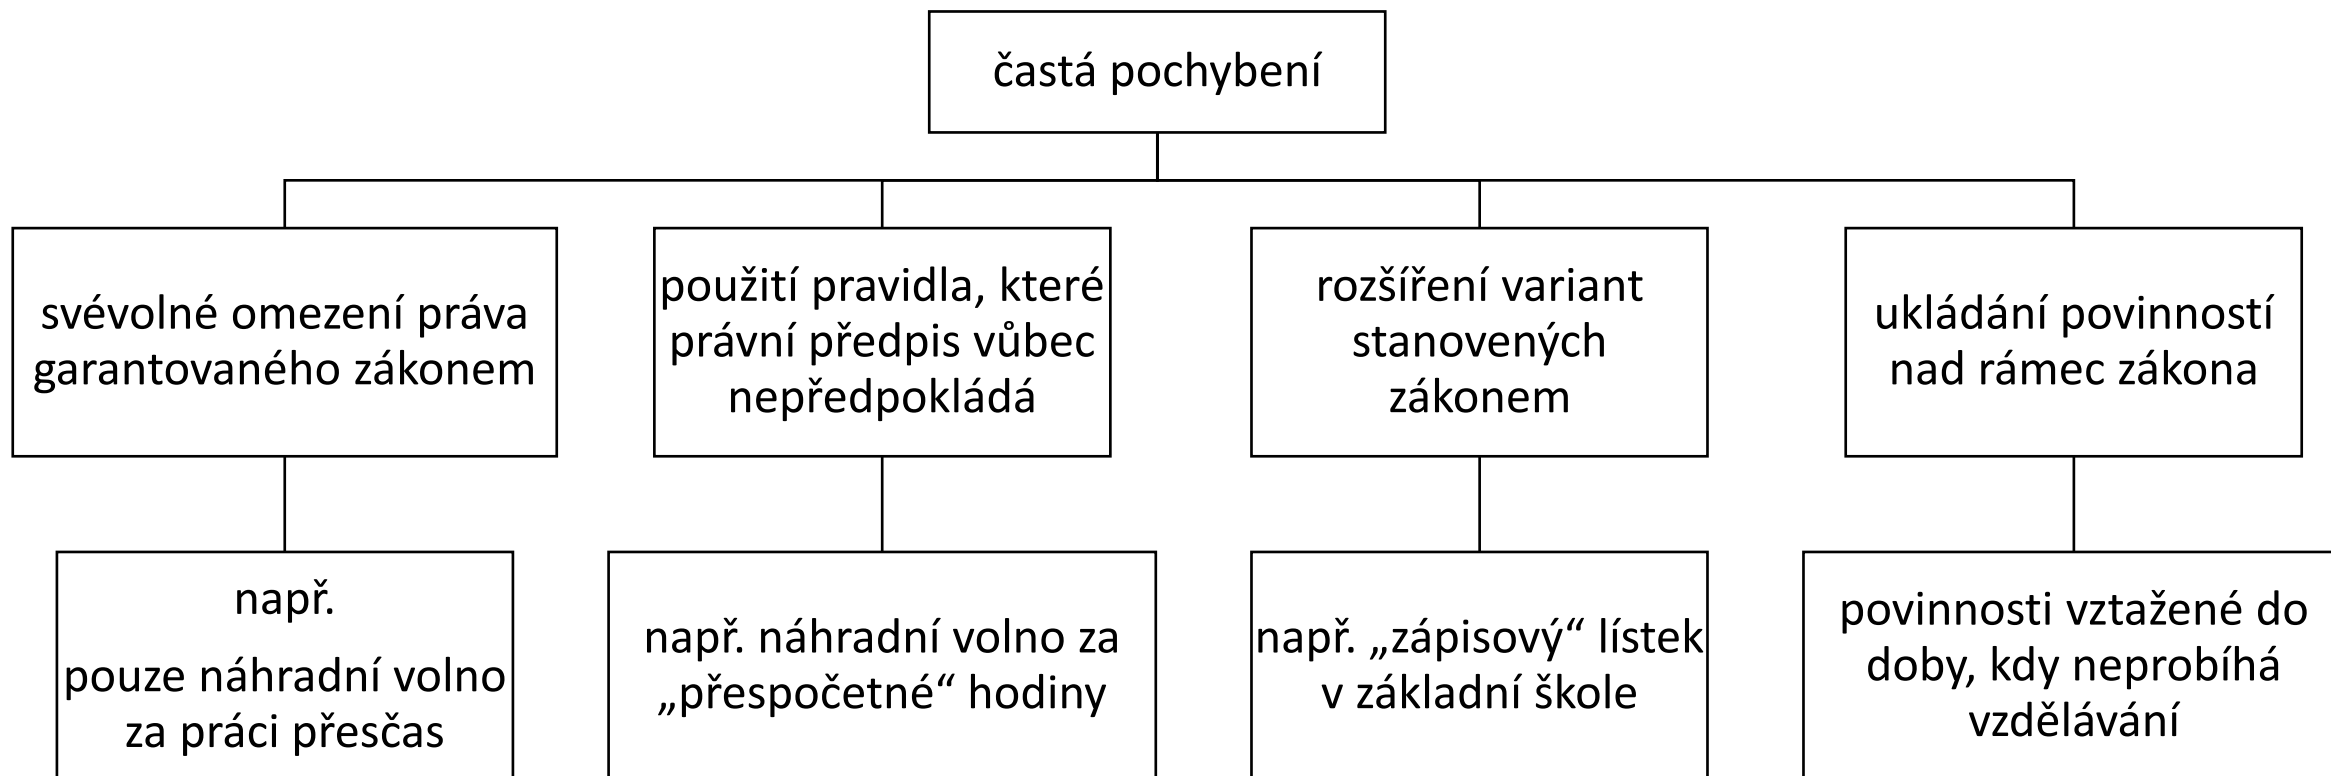 častá pochybení
svévolné omezení práva
garantovaného zákonem
použití pravidla, které
právní předpis vůbec
nepředpokládá
rozšíření variant
stanovených
zákonem
ukládání povinností
nad rámec zákona
např.
pouze náhradní volno
za práci přesčas
např. náhradní volno za
„přespočetné“ hodiny
např. „zápisový“ lístek
v základní škole
povinnosti vztažené do
doby, kdy neprobíhá
vzdělávání